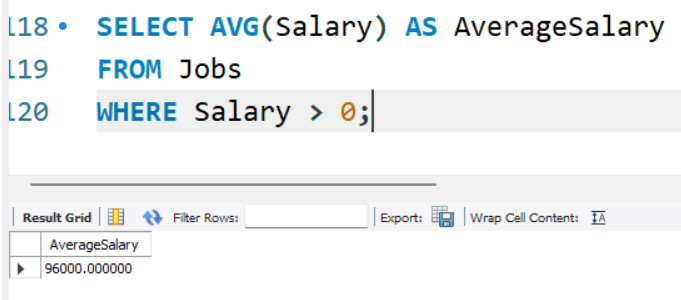 118 SELECT AVG(Salary) AS AverageSalary
119 FROM Jobs
120 WHERE Salary > 0;
Result Grid Filter Rows: Export: Wrap Cell Content: IA
AverageSalary
96000.000000